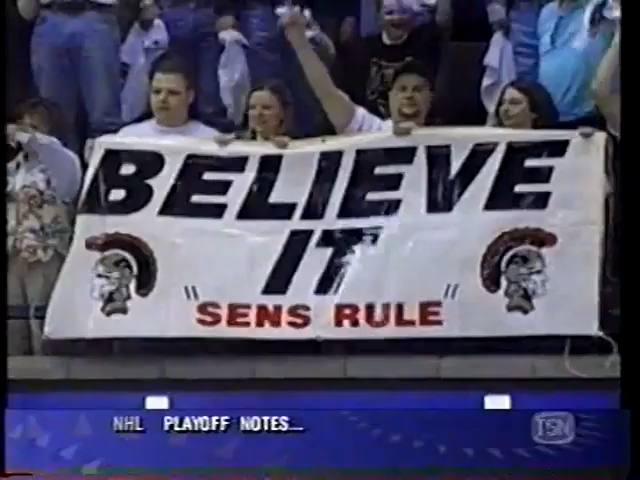 BELIEVE
IT
"SENS RULE"
NHL PLAYOFF NOTES...
TSN